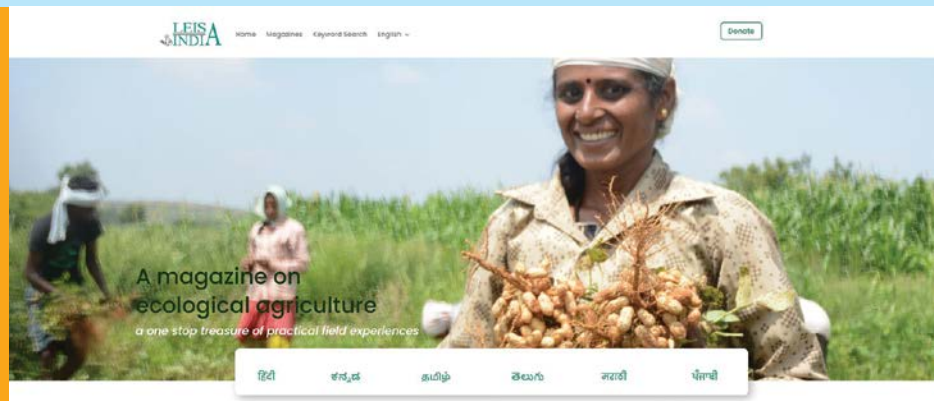 LEISA
INDIA
Home Magazines Keyword Search English
Donate
A magazine on
ecological agriculture
a one stop treasure of practical field experiences
हिंदी ಕನ್ನಡ தமிழ் తెలుగు मराठी ਪੰਜਾਬੀ